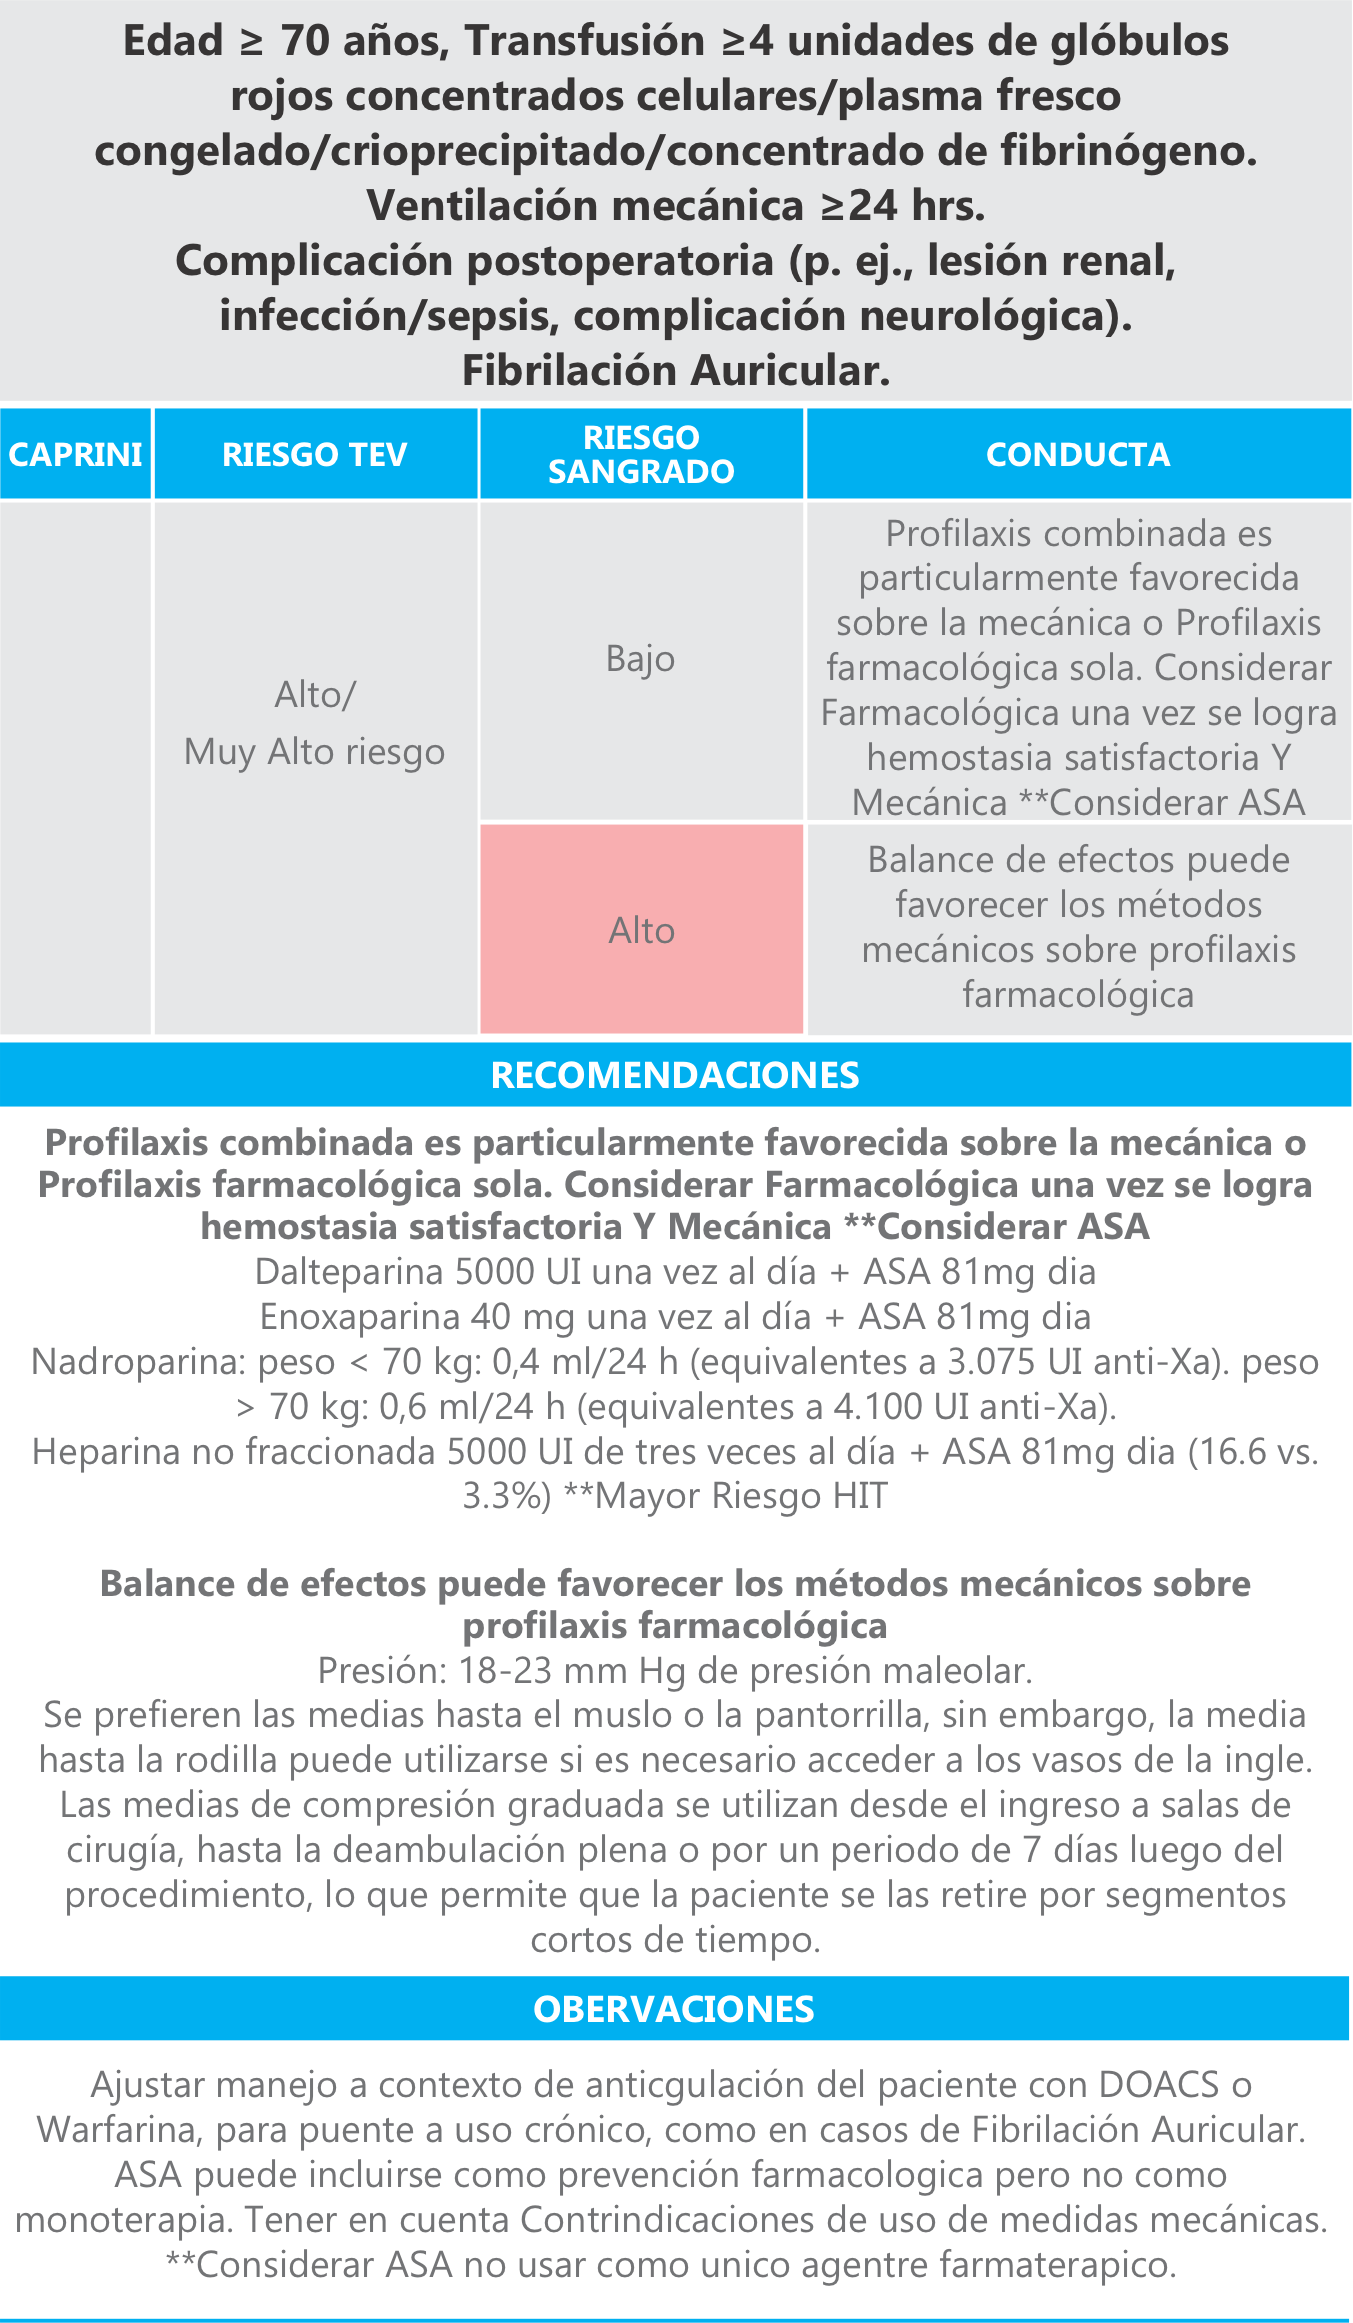 Edad ≥ 70 años, Transfusión ≥4 unidades de glóbulos
rojos concentrados celulares/plasma fresco
congelado/crioprecipitado/concentrado de fibrinógeno.
Ventilación mecánica ≥24 hrs.
Complicación postoperatoria (p. ej., lesión renal,
infección/sepsis, complicación neurológica).
Fibrilación Auricular.
CAPRINI
RIESGO TEV
RIESGO
SANGRADO
CONDUCTA
Alto/
Muy Alto riesgo
Bajo
Profilaxis combinada es
particularmente favorecida
sobre la mecánica o Profilaxis
farmacológica sola. Considerar
Farmacológica una vez se logra
hemostasia satisfactoria Y
Mecánica **Considerar ASA
Alto
Balance de efectos puede
favorecer los métodos
mecánicos sobre profilaxis
farmacológica
RECOMENDACIONES
Profilaxis combinada es particularmente favorecida sobre la mecánica o
Profilaxis farmacológica sola. Considerar Farmacológica una vez se logra
hemostasia satisfactoria Y Mecánica **Considerar ASA
Dalteparina 5000 UI una vez al día + ASA 81mg dia
Enoxaparina 40 mg una vez al día + ASA 81mg dia
Nadroparina: peso < 70 kg: 0,4 ml/24 h (equivalentes a 3.075 UI anti-Xa). peso
> 70 kg: 0,6 ml/24 h (equivalentes a 4.100 UI anti-Xa).
Heparina no fraccionada 5000 UI de tres veces al día + ASA 81mg dia (16.6 vs.
3.3%) **Mayor Riesgo HIT
Balance de efectos puede favorecer los métodos mecánicos sobre
profilaxis farmacológica
Presión: 18-23 mm Hg de presión maleolar.
Se prefieren las medias hasta el muslo o la pantorrilla, sin embargo, la media
hasta la rodilla puede utilizarse si es necesario acceder a los vasos de la ingle.
Las medias de compresión graduada se utilizan desde el ingreso a salas de
cirugía, hasta la deambulación plena o por un periodo de 7 días luego del
procedimiento, lo que permite que la paciente se las retire por segmentos
cortos de tiempo.
OBERVACIONES
Ajustar manejo a contexto de anticgulación del paciente con DOACS o
Warfarina, para puente a uso crónico, como en casos de Fibrilación Auricular.
ASA puede incluirse como prevención farmacologica pero no como
monoterapia. Tener en cuenta Contrindicaciones de uso de medidas mecánicas.
**Considerar ASA no usar como unico agentre farmaterapico.